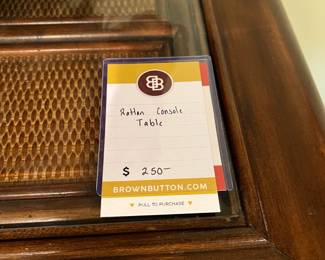 BB
Rattan Console
Table
$ 250-
BROWNBUTTON.COM
PULL TO PURCHASE